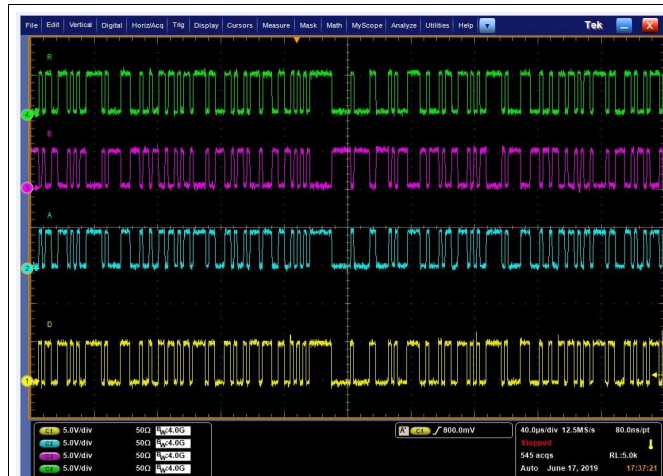 File Edit Vertical Digital Horiz/Acq Trig Display Cursors Measure Mask Math MyScope Analyze Utilities Help Tek X
R
4
B
A
2
D
1
C1 5.0V/div 50Ω BW:4.0G
C2 5.0V/div 50Ω BW:4.0G
C3 5.0V/div 50Ω BW:4.0G
C4 5.0V/div 50Ω BW:4.0G
A' C1 800.0mV
40.0µs/div 12.5MS/s 80.0ns/pt
Stopped
545 acqs RL:5.0k
Auto June 17, 2019 17:37:21